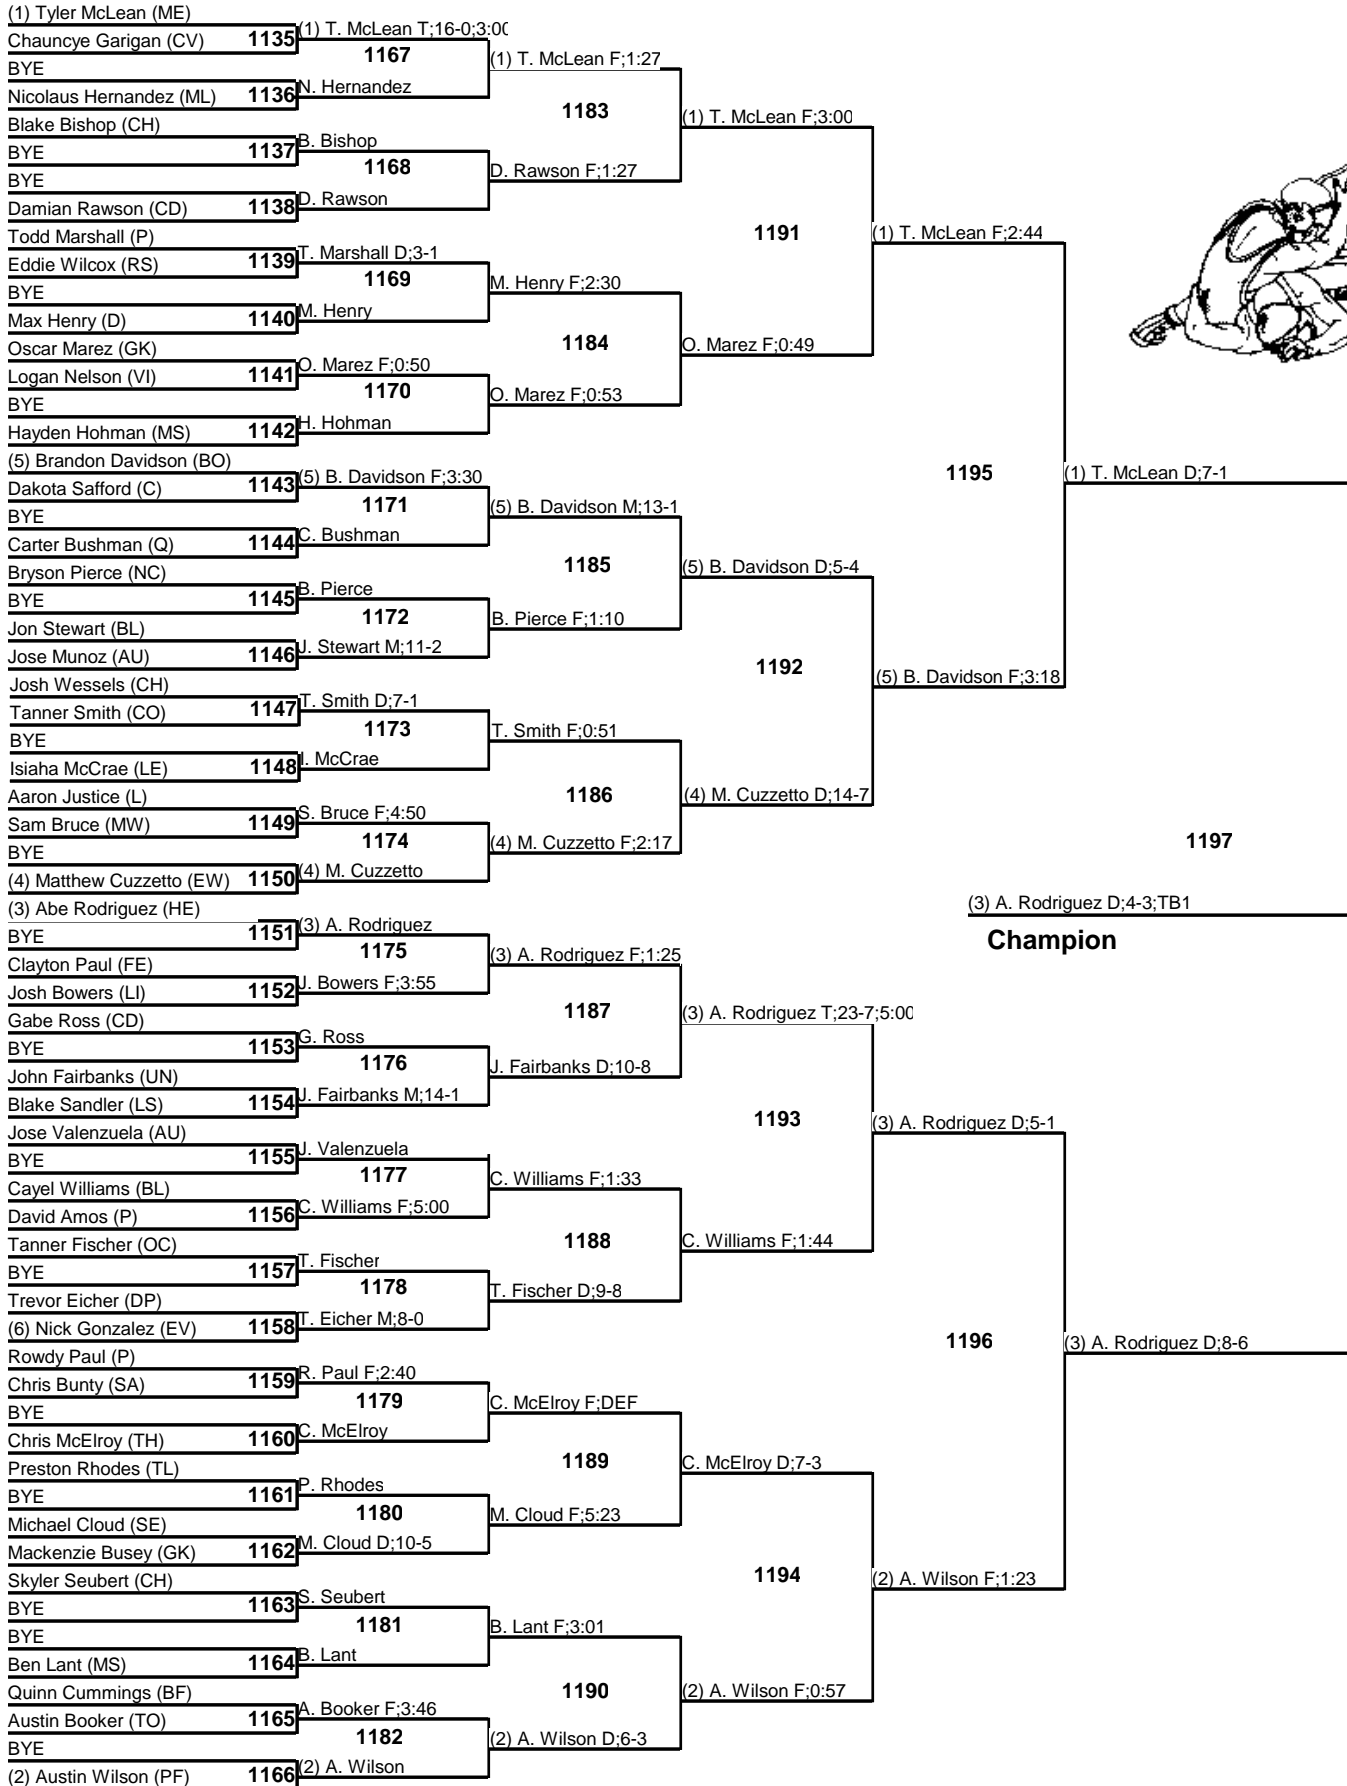 (1) Tyler McLean (ME)
Chauncye Garigan (CV)
1135
BYE
Nicolaus Hernandez (ML)
1136
Blake Bishop (CH)
BYE
1137
BYE
Damian Rawson (CD)
1138
Todd Marshall (P)
Eddie Wilcox (RS)
1139
BYE
Max Henry (D)
1140
Oscar Marez (GK)
Logan Nelson (VI)
1141
BYE
Hayden Hohman (MS)
1142
(5) Brandon Davidson (BO)
Dakota Safford (C)
1143
BYE
Carter Bushman (Q)
1144
Bryson Pierce (NC)
BYE
1145
Jon Stewart (BL)
Jose Munoz (AU)
1146
Josh Wessels (CH)
Tanner Smith (CO)
1147
BYE
Isiaha McCrae (LE)
1148
Aaron Justice (L)
Sam Bruce (MW)
1149
BYE
(4) Matthew Cuzzetto (EW)
1150
(3) Abe Rodriguez (HE)
BYE
1151
Clayton Paul (FE)
Josh Bowers (LI)
1152
Gabe Ross (CD)
BYE
1153
John Fairbanks (UN)
Blake Sandler (LS)
1154
Jose Valenzuela (AU)
BYE
1155
Cayel Williams (BL)
David Amos (P)
1156
Tanner Fischer (OC)
BYE
1157
Trevor Eicher (DP)
(6) Nick Gonzalez (EV)
1158
Rowdy Paul (P)
Chris Bunty (SA)
1159
BYE
Chris McElroy (TH)
1160
Preston Rhodes (TL)
BYE
1161
Michael Cloud (SE)
Mackenzie Busey (GK)
1162
Skyler Seubert (CH)
BYE
1163
BYE
Ben Lant (MS)
1164
Quinn Cummings (BF)
Austin Booker (TO)
1165
BYE
(2) Austin Wilson (PF)
1166
(1) T. McLean T;16-0;3:00
1167
N. Hernandez
B. Bishop
1168
D. Rawson
T. Marshall D;3-1
1169
M. Henry
O. Marez F;0:50
1170
H. Hohman
(5) B. Davidson F;3:30
1171
C. Bushman
B. Pierce
1172
J. Stewart M;11-2
T. Smith D;7-1
1173
I. McCrae
S. Bruce F;4:50
1174
(4) M. Cuzzetto
(3) A. Rodriguez
1175
J. Bowers F;3:55
G. Ross
1176
J. Fairbanks M;14-1
J. Valenzuela
1177
C. Williams F;5:00
T. Fischer
1178
T. Eicher M;8-0
R. Paul F;2:40
1179
C. McElroy
P. Rhodes
1180
M. Cloud D;10-5
S. Seubert
1181
B. Lant
A. Booker F;3:46
1182
(2) A. Wilson
(1) T. McLean F;1:27
1183
D. Rawson F;1:27
M. Henry F;2:30
1184
O. Marez F;0:53
(5) B. Davidson M;13-1
1185
B. Pierce F;1:10
T. Smith F;0:51
1186
(4) M. Cuzzetto F;2:17
(3) A. Rodriguez F;1:25
1187
J. Fairbanks D;10-8
C. Williams F;1:33
1188
T. Fischer D;9-8
C. McElroy F;DEF
1189
M. Cloud F;5:23
B. Lant F;3:01
1190
(2) A. Wilson D;6-3
(1) T. McLean F;3:00
1191
O. Marez F;0:49
(5) B. Davidson D;5-4
1192
(4) M. Cuzzetto D;14-7
(3) A. Rodriguez T;23-7;5:00
1193
C. Williams F;1:44
C. McElroy D;7-3
1194
(2) A. Wilson F;0:57
(1) T. McLean F;2:44
1195
(5) B. Davidson F;3:18
(3) A. Rodriguez D;5-1
1196
(2) A. Wilson F;1:23
(1) T. McLean D;7-1
1197
(3) A. Rodriguez D;8-6
(3) A. Rodriguez D;4-3;TB1
Champion